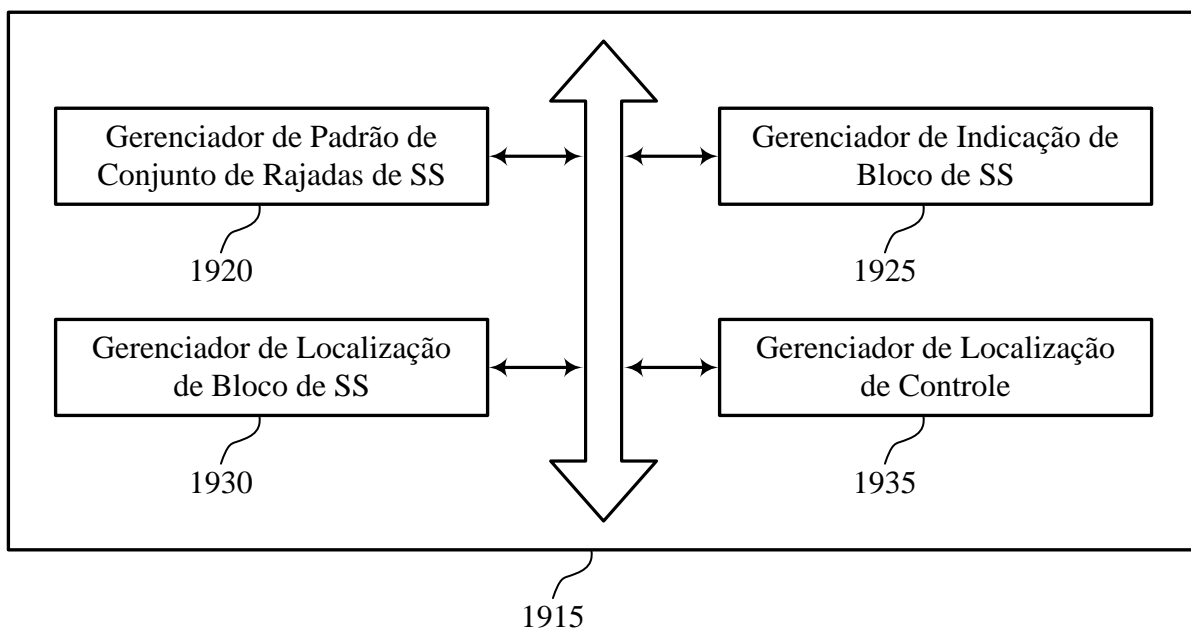 Gerenciador de Padrão de
Conjunto de Rajadas de SS
1920
Gerenciador de Indicação de
Bloco de SS
1925
Gerenciador de Localização
de Bloco de SS
1930
Gerenciador de Localização
de Controle
1935
1915